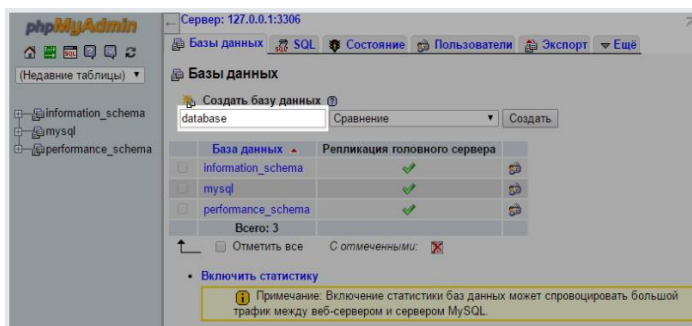 phpMyAdmin
(Недавние таблицы)
information_schema
mysql
performance_schema
Сервер: 127.0.0.1:3306
Базы данных SQL Состояние Пользователи Экспорт Ещё
Базы данных
Создать базу данных
database Сравнение Создать
База данных Репликация головного сервера
information_schema
mysql
performance_schema
Всего: 3
Отметить все С отмеченными:
Включить статистику
Примечание: Включение статистики баз данных может спровоцировать большой
трафик между веб-сервером и сервером MySQL.